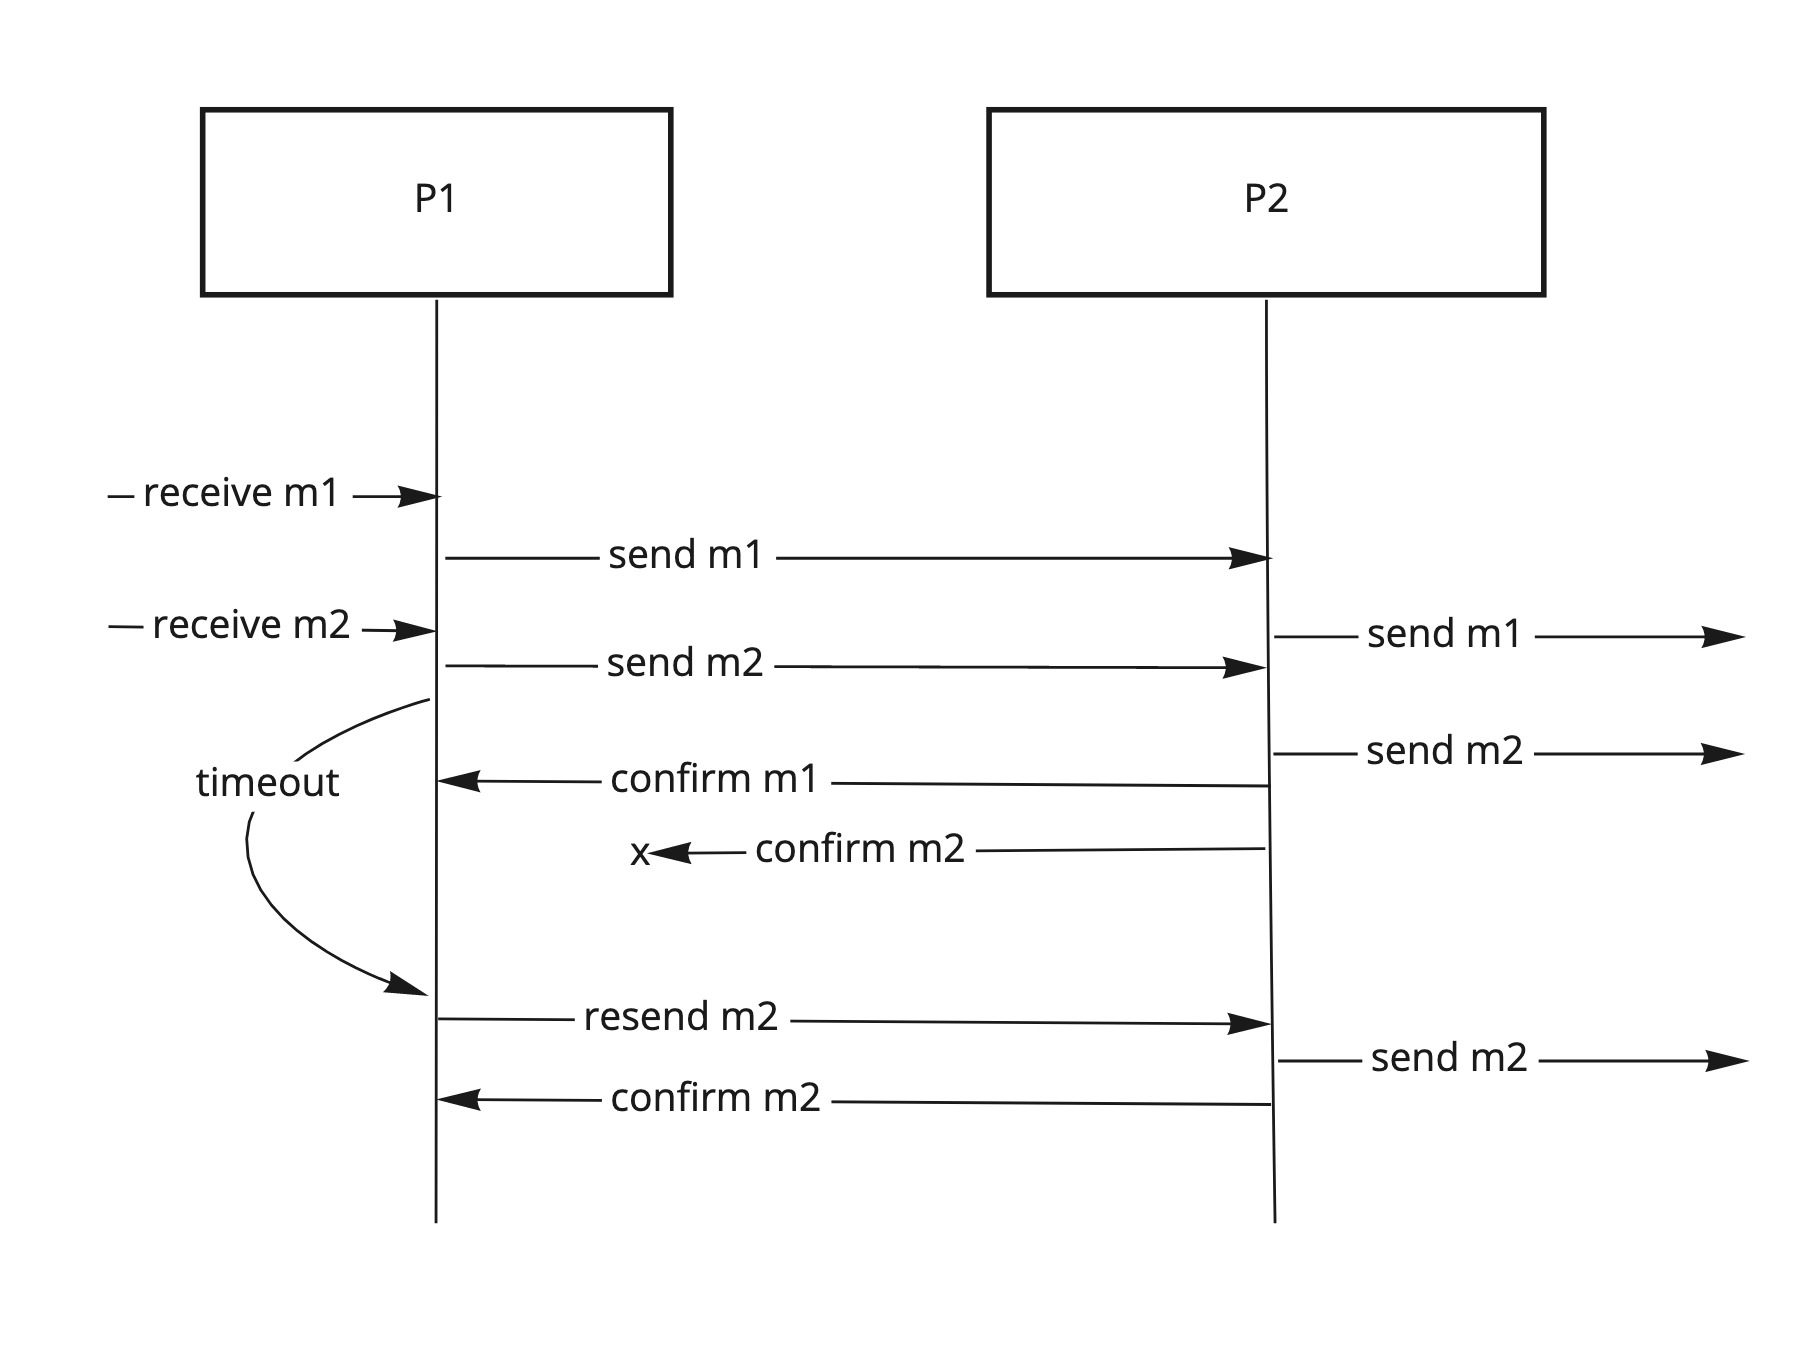 P1
P2
receive m1
send m1
receive m2
send m1
send m2
timeout
send m2
confirm m1
x
confirm m2
resend m2
send m2
confirm m2